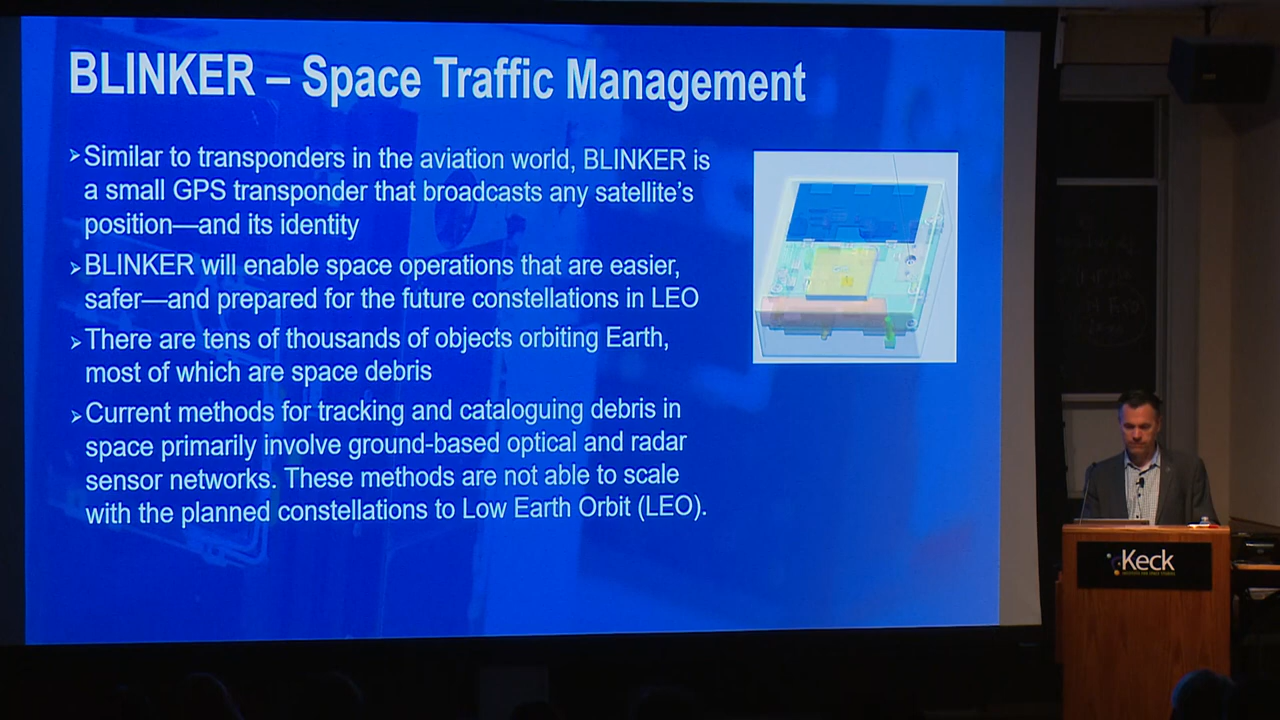 BLINKER – Space Traffic Management
➢ Similar to transponders in the aviation world, BLINKER is
a small GPS transponder that broadcasts any satellite’s
position—and its identity
➢ BLINKER will enable space operations that are easier,
safer—and prepared for the future constellations in LEO
➢ There are tens of thousands of objects orbiting Earth,
most of which are space debris
➢ Current methods for tracking and cataloguing debris in
space primarily involve ground-based optical and radar
sensor networks. These methods are not able to scale
with the planned constellations to Low Earth Orbit (LEO).
Keck